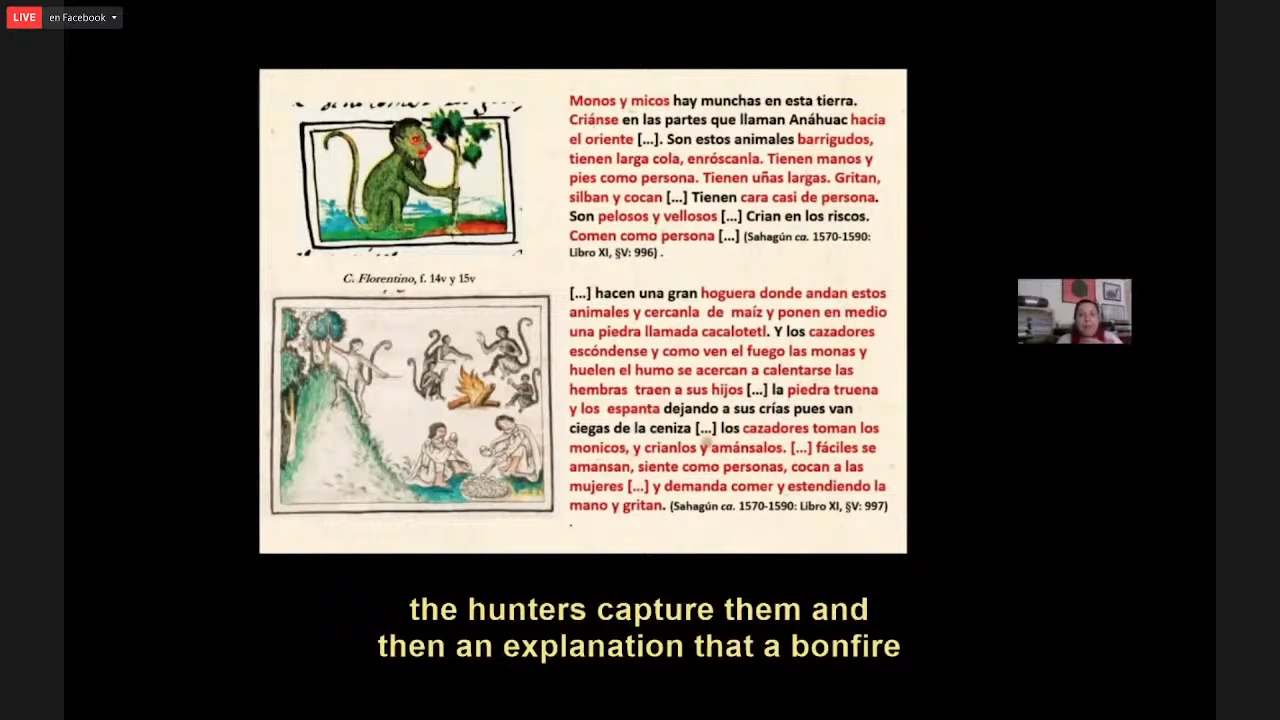 LIVE en Facebook
Monos y micos hay munchas en esta tierra.
Críanse en las partes que llaman Anáhuac hacia
el oriente [...]. Son estos animales barrigudos,
tienen larga cola, enróscanla. Tienen manos y
pies como persona. Tienen uñas largas. Gritan,
silban y cocan [...] Tienen cara casi de persona.
Son pelosos y vellosos [...] Crian en los riscos.
Comen como persona [...] (Sahagún ca. 1570-1590:
Libro XI, §V: 996) .
C. Florentino, f. 14v y 15v
[...] hacen una gran hoguera donde andan estos
animales y cercanla de maíz y ponen en medio
una piedra llamada cacalotetl. Y los cazadores
escóndense y como ven el fuego las monas y
huelen el humo se acercan a calentarse las
hembras traen a sus hijos [...] la piedra truena
y los espanta dejando a sus crías pues van
ciegas de la ceniza [...] los cazadores toman los
monicos, y crianlos y amánsalos. [...] fáciles se
amansan, siente como personas, cocan a las
mujeres [...] y demanda comer y estendiendo la
mano y gritan. (Sahagún ca. 1570-1590: Libro XI, §V: 997)
.
the hunters capture them and
then an explanation that a bonfire